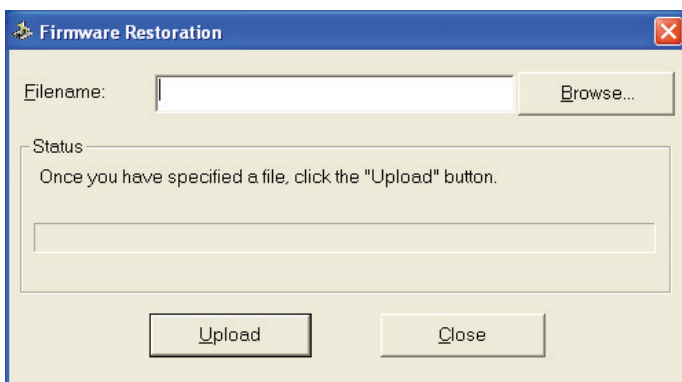 Firmware Restoration
Filename:
Browse...
Status
Once you have specified a file, click the "Upload" button.
Upload
Close